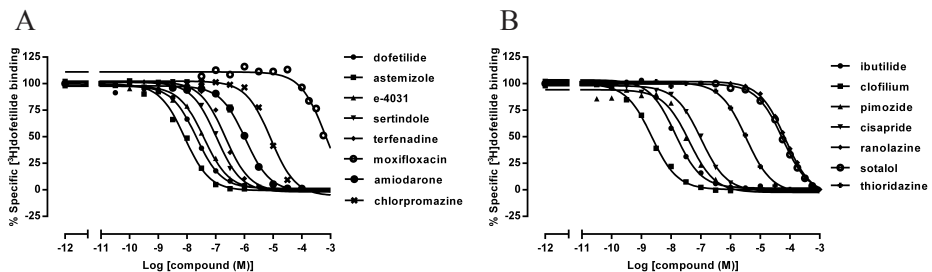 A
% Specific [³H]dofetilide binding
125
100
75
50
25
0
-25
-12
-11
-10
-9
-8
-7
-6
-5
-4
-3
Log [compound (M)]
dofetilide
astemizole
e-4031
sertindole
terfenadine
moxifloxacin
amiodarone
chlorpromazine
B
% Specific [³H]dofetilide binding
125
100
75
50
25
0
-25
-12
-11
-10
-9
-8
-7
-6
-5
-4
-3
Log [compound (M)]
ibutilide
clofilium
pimozide
cisapride
ranolazine
sotalol
thioridazine